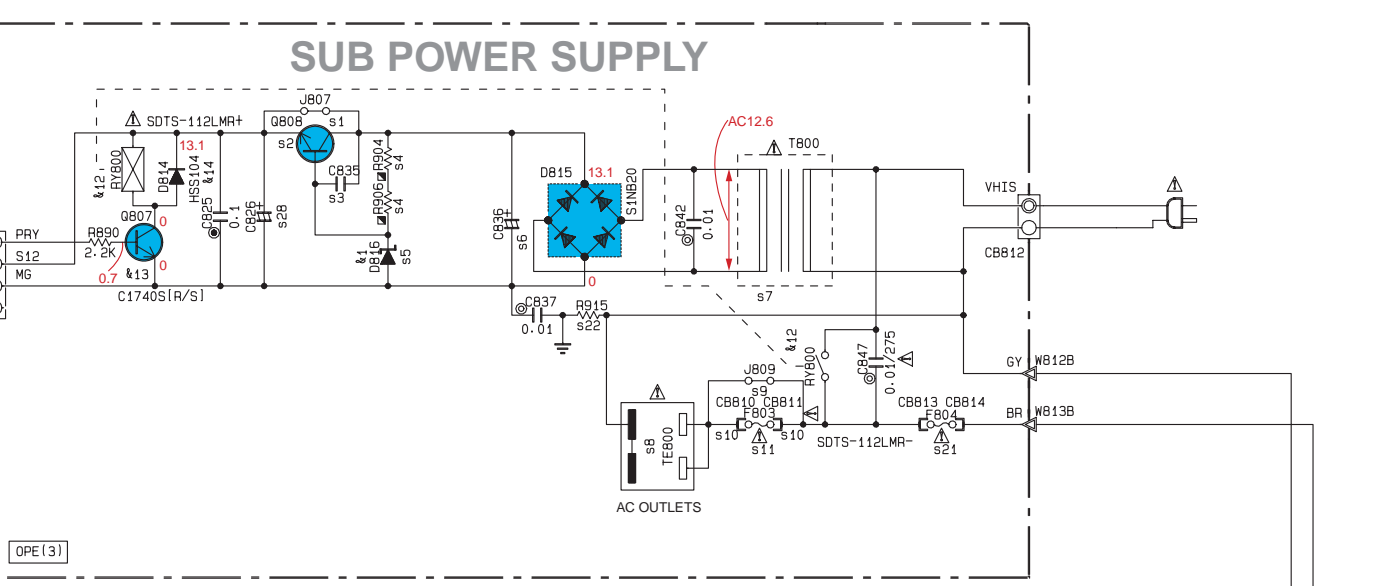 SUB POWER SUPPLY
J807
s1
SDTS-112LMR+
Q808
s2
AC12.6
T800
13.1
RY800
&12
D814
HSS104
&14
C825
0.1
C826
s28
C835
s3
R904
s4
R906
s4
D815
13.1
S1NB20
C842
0.01
VHIS
CB812
Q807
0
PRY
R890
2.2K
S12
MG
0.7
&13
0
C1740S[R/S]
&1
D816
s5
C836
s6
0
s7
C837
0.01
R915
s22
&12
RY800
C847
0.01/275
GY
W812B
J809
s9
CB810 CB811
F803
s10
s10
s11
CB813 CB814
F804
s21
BR
W813B
SDTS-112LMR-
s8
TE800
AC OUTLETS
OPE(3)